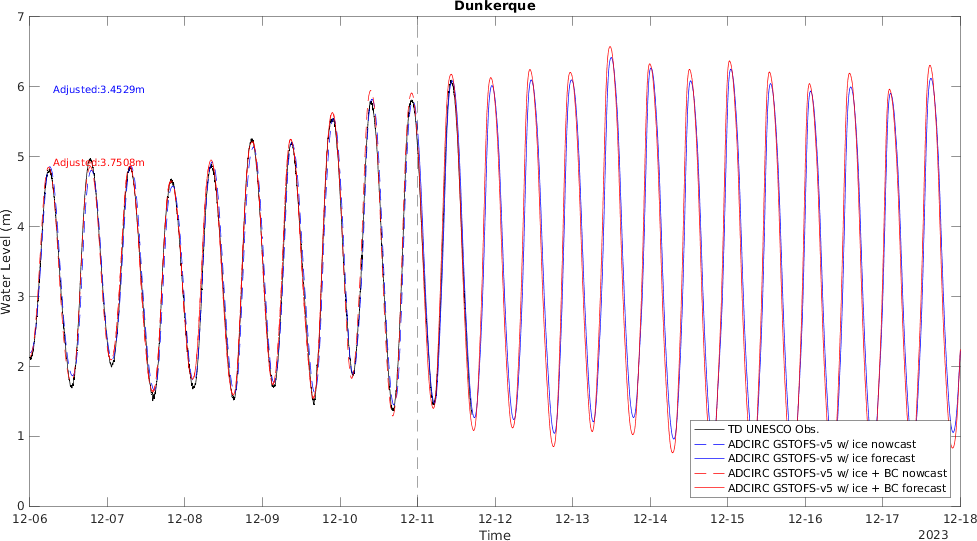 Dunkerque
7
6
5
4
3
2
1
0
Water Level (m)
Adjusted:3.4529m
Adjusted:3.7508m
TD UNESCO Obs.
ADCIRC GSTOFS-v5 w/ ice nowcast
ADCIRC GSTOFS-v5 w/ ice forecast
ADCIRC GSTOFS-v5 w/ ice + BC nowcast
ADCIRC GSTOFS-v5 w/ ice + BC forecast
12-06 12-07 12-08 12-09 12-10 12-11 12-12 12-13 12-14 12-15 12-16 12-17 12-18
Time
2023